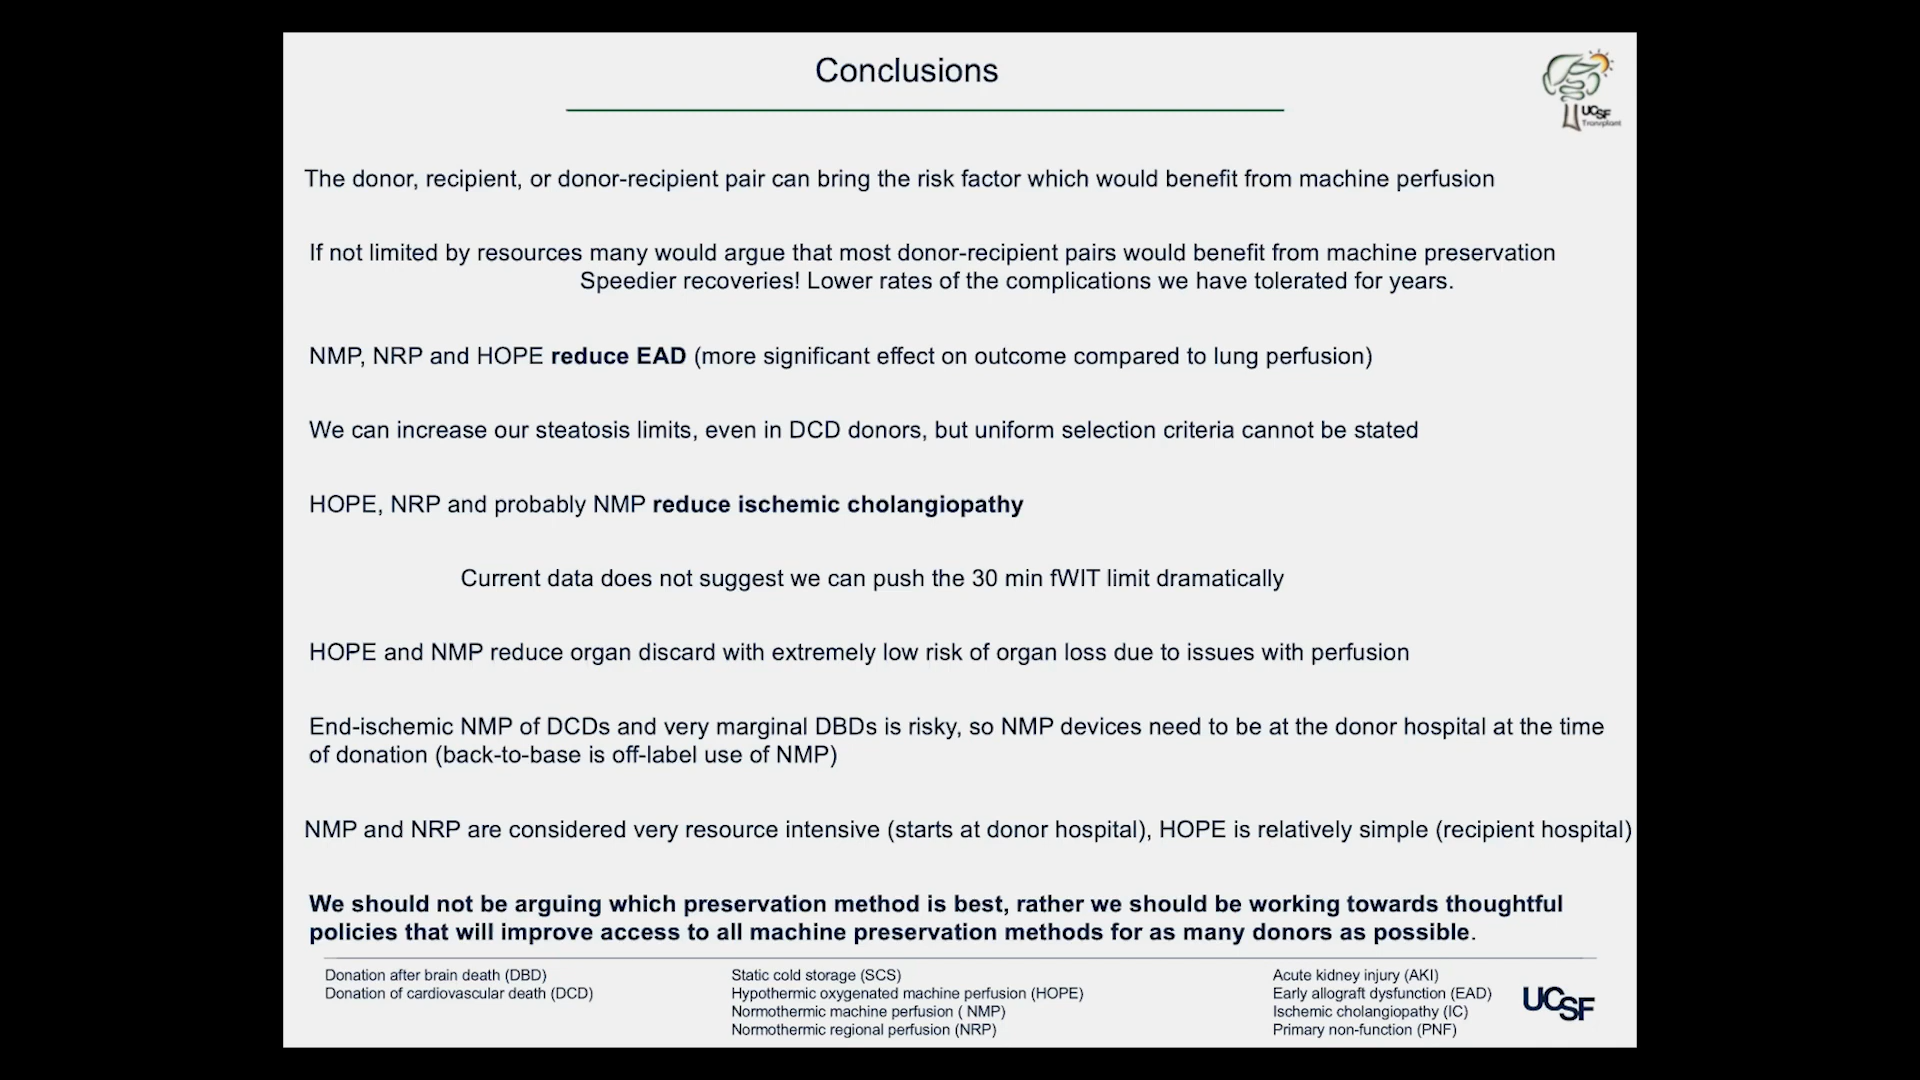 Conclusions
UCSF
Transplant
The donor, recipient, or donor-recipient pair can bring the risk factor which would benefit from machine perfusion
If not limited by resources many would argue that most donor-recipient pairs would benefit from machine preservation
Speedier recoveries! Lower rates of the complications we have tolerated for years.
NMP, NRP and HOPE reduce EAD (more significant effect on outcome compared to lung perfusion)
We can increase our steatosis limits, even in DCD donors, but uniform selection criteria cannot be stated
HOPE, NRP and probably NMP reduce ischemic cholangiopathy
Current data does not suggest we can push the 30 min fWIT limit dramatically
HOPE and NMP reduce organ discard with extremely low risk of organ loss due to issues with perfusion
End-ischemic NMP of DCDs and very marginal DBDs is risky, so NMP devices need to be at the donor hospital at the time
of donation (back-to-base is off-label use of NMP)
NMP and NRP are considered very resource intensive (starts at donor hospital), HOPE is relatively simple (recipient hospital)
We should not be arguing which preservation method is best, rather we should be working towards thoughtful
policies that will improve access to all machine preservation methods for as many donors as possible.
Donation after brain death (DBD)
Donation of cardiovascular death (DCD)
Static cold storage (SCS)
Hypothermic oxygenated machine perfusion (HOPE)
Normothermic machine perfusion ( NMP)
Normothermic regional perfusion (NRP)
Acute kidney injury (AKI)
Early allograft dysfunction (EAD)
Ischemic cholangiopathy (IC)
Primary non-function (PNF)
UCSF